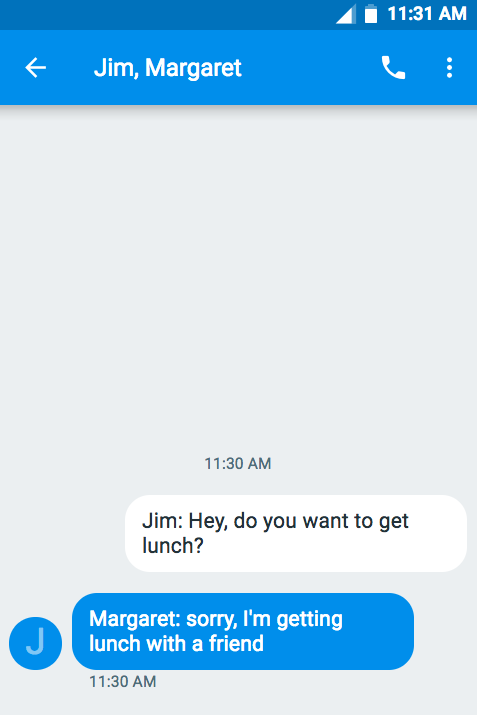 11:31 AM
Jim, Margaret
11:30 AM
Jim: Hey, do you want to get
lunch?
Margaret: sorry, I'm getting
lunch with a friend
J
11:30 AM